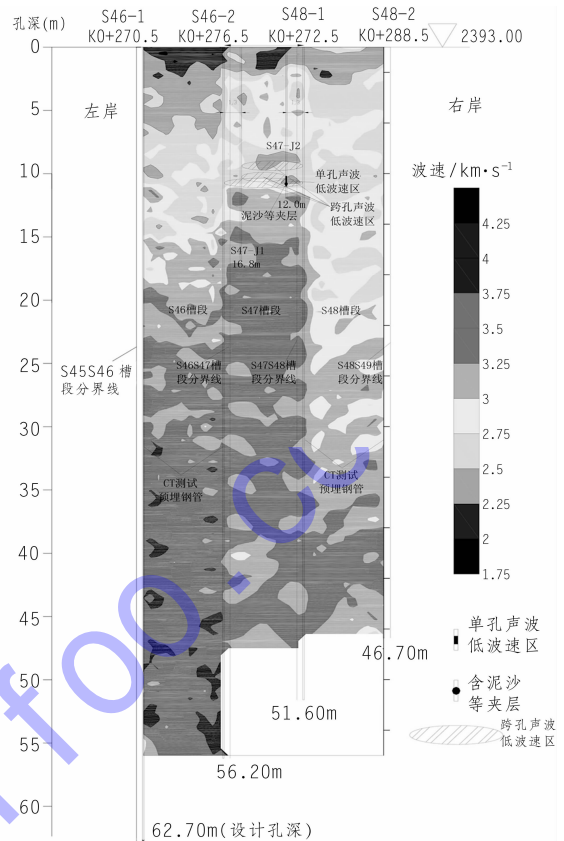 孔深(m)
S46-1
K0+270.5
S46-2
K0+276.5
S48-1
K0+272.5
S48-2
K0+288.5
2393.00
0
5
10
15
20
25
30
35
40
45
50
55
60
左岸
右岸
S47-J2
单孔声波
低波速区
12.0m
跨孔声波
低波速区
泥沙等夹层
S47-J1
16.8m
S46槽段
S47槽段
S48槽段
S45S46 槽
段分界线
S46S47槽
段分界线
S47S48槽
段分界线
S48S49槽
段分界线
CT测试
预埋钢管
CT测试
预埋钢管
46.70m
51.60m
56.20m
62.70m(设计孔深)
波速/km·s⁻¹
4.25
4
3.75
3.5
3.25
3
2.75
2.5
2.25
2
1.75
单孔声波
低波速区
含泥沙
等夹层
跨孔声波
低波速区
foo.cc